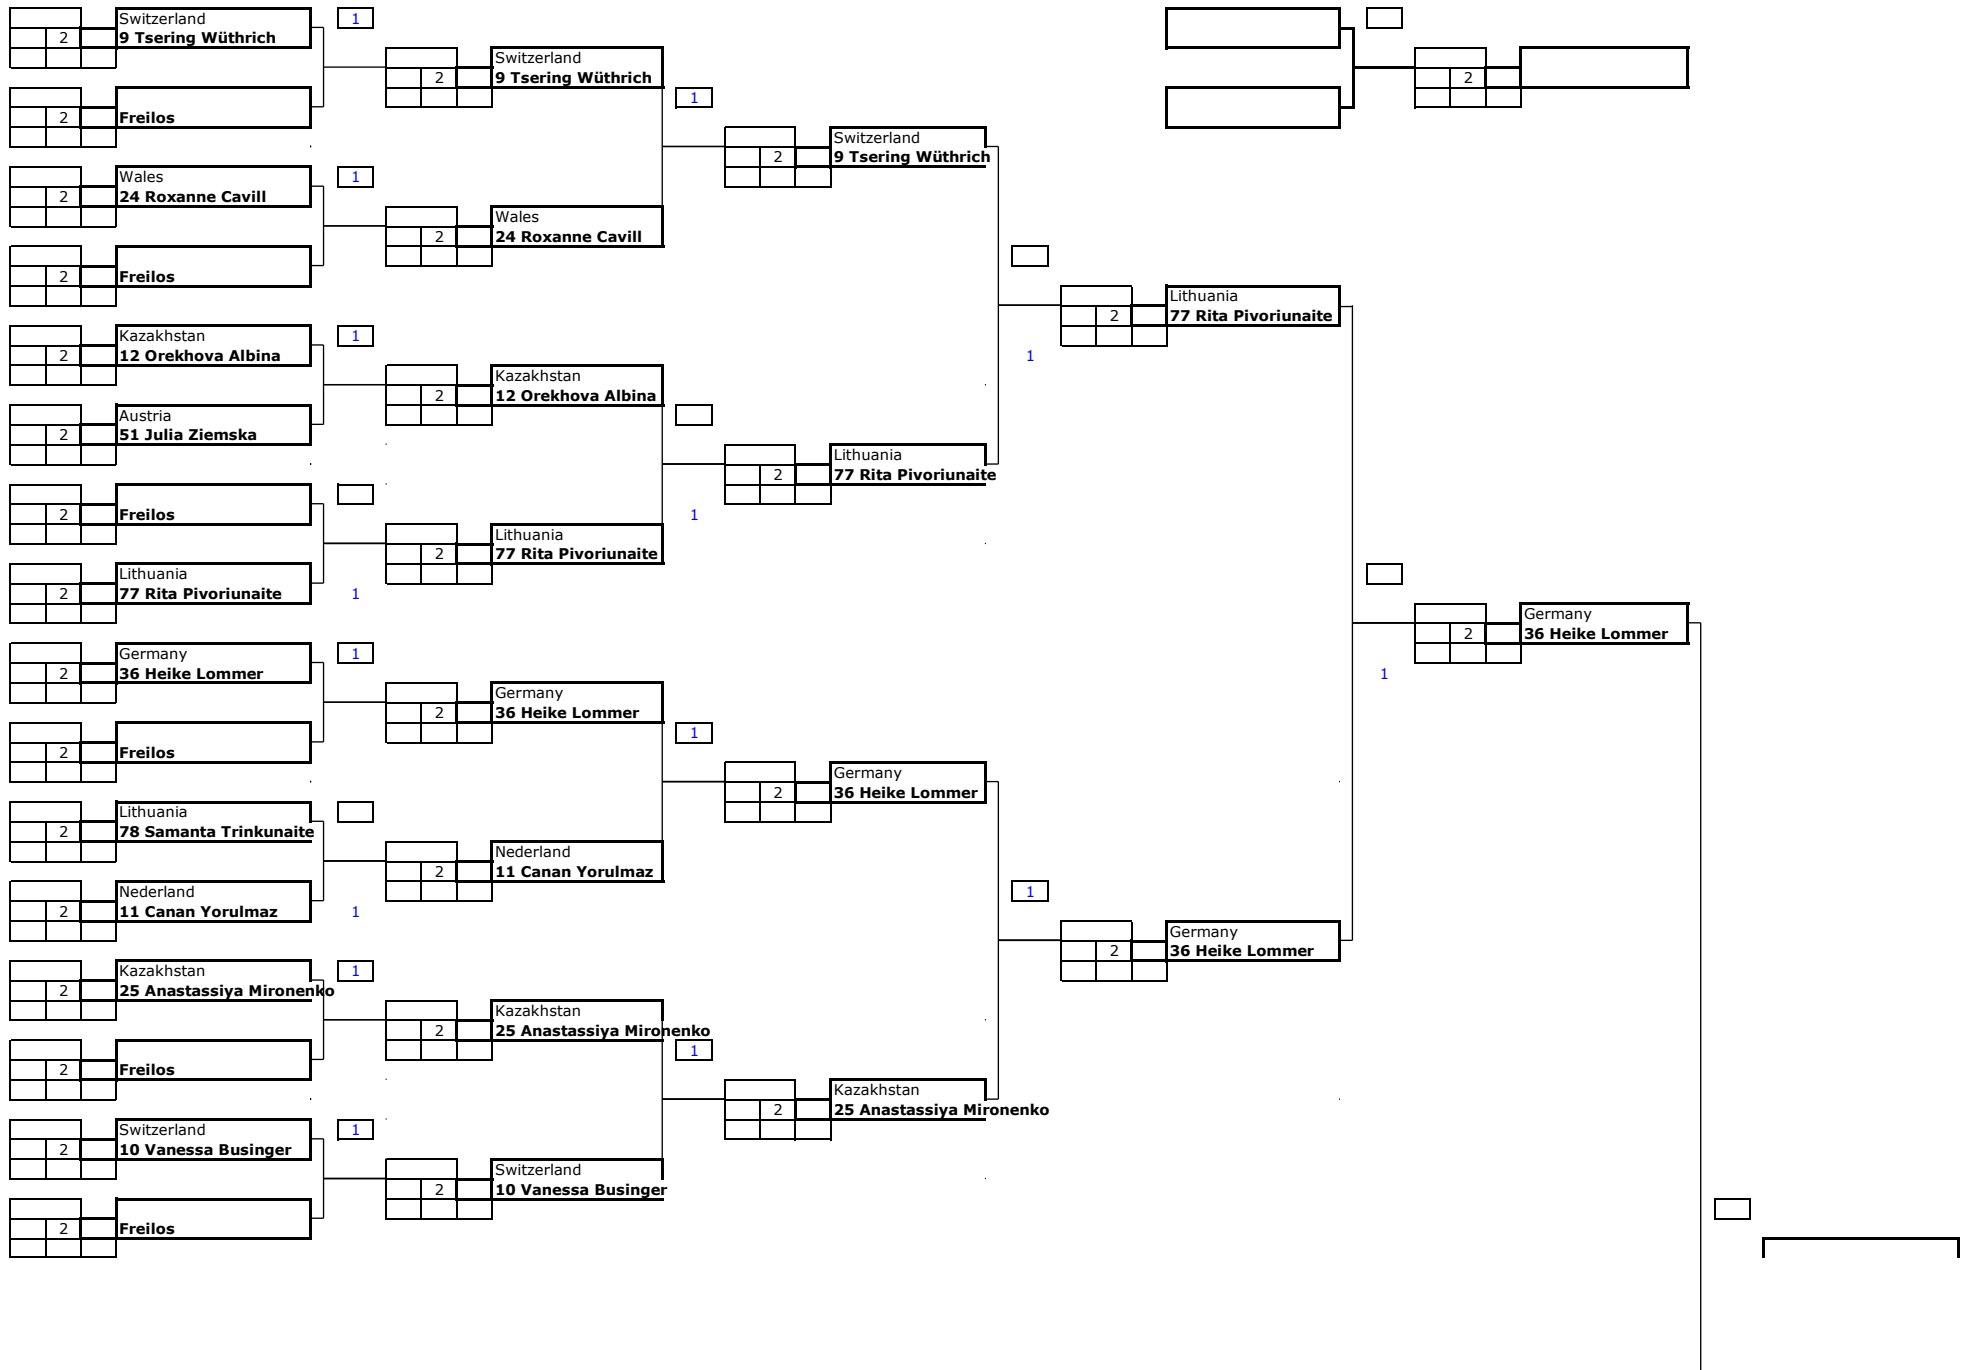 Switzerland
2
9 Tsering Wüthrich
1
2
Freilos
Wales
2
24 Roxanne Cavill
1
2
Freilos
Kazakhstan
2
12 Orekhova Albina
1
Austria
2
51 Julia Ziemska
2
Freilos
Lithuania
2
77 Rita Pivoriunaite
1
Germany
2
36 Heike Lommer
1
2
Freilos
Lithuania
2
78 Samanta Trinkunaite
Nederland
2
11 Canan Yorulmaz
1
Kazakhstan
2
25 Anastassiya Mironenko
1
2
Freilos
Switzerland
2
10 Vanessa Businger
1
2
Freilos
Switzerland
2
9 Tsering Wüthrich
1
Wales
2
24 Roxanne Cavill
Kazakhstan
2
12 Orekhova Albina
Lithuania
2
77 Rita Pivoriunaite
1
Germany
2
36 Heike Lommer
1
Nederland
2
11 Canan Yorulmaz
Kazakhstan
2
25 Anastassiya Mironenko
1
Switzerland
2
10 Vanessa Businger
Switzerland
2
9 Tsering Wüthrich
Lithuania
2
77 Rita Pivoriunaite
1
Germany
2
36 Heike Lommer
1
Kazakhstan
2
25 Anastassiya Mironenko
Lithuania
2
77 Rita Pivoriunaite
Germany
2
36 Heike Lommer
1
2
Germany
2
36 Heike Lommer